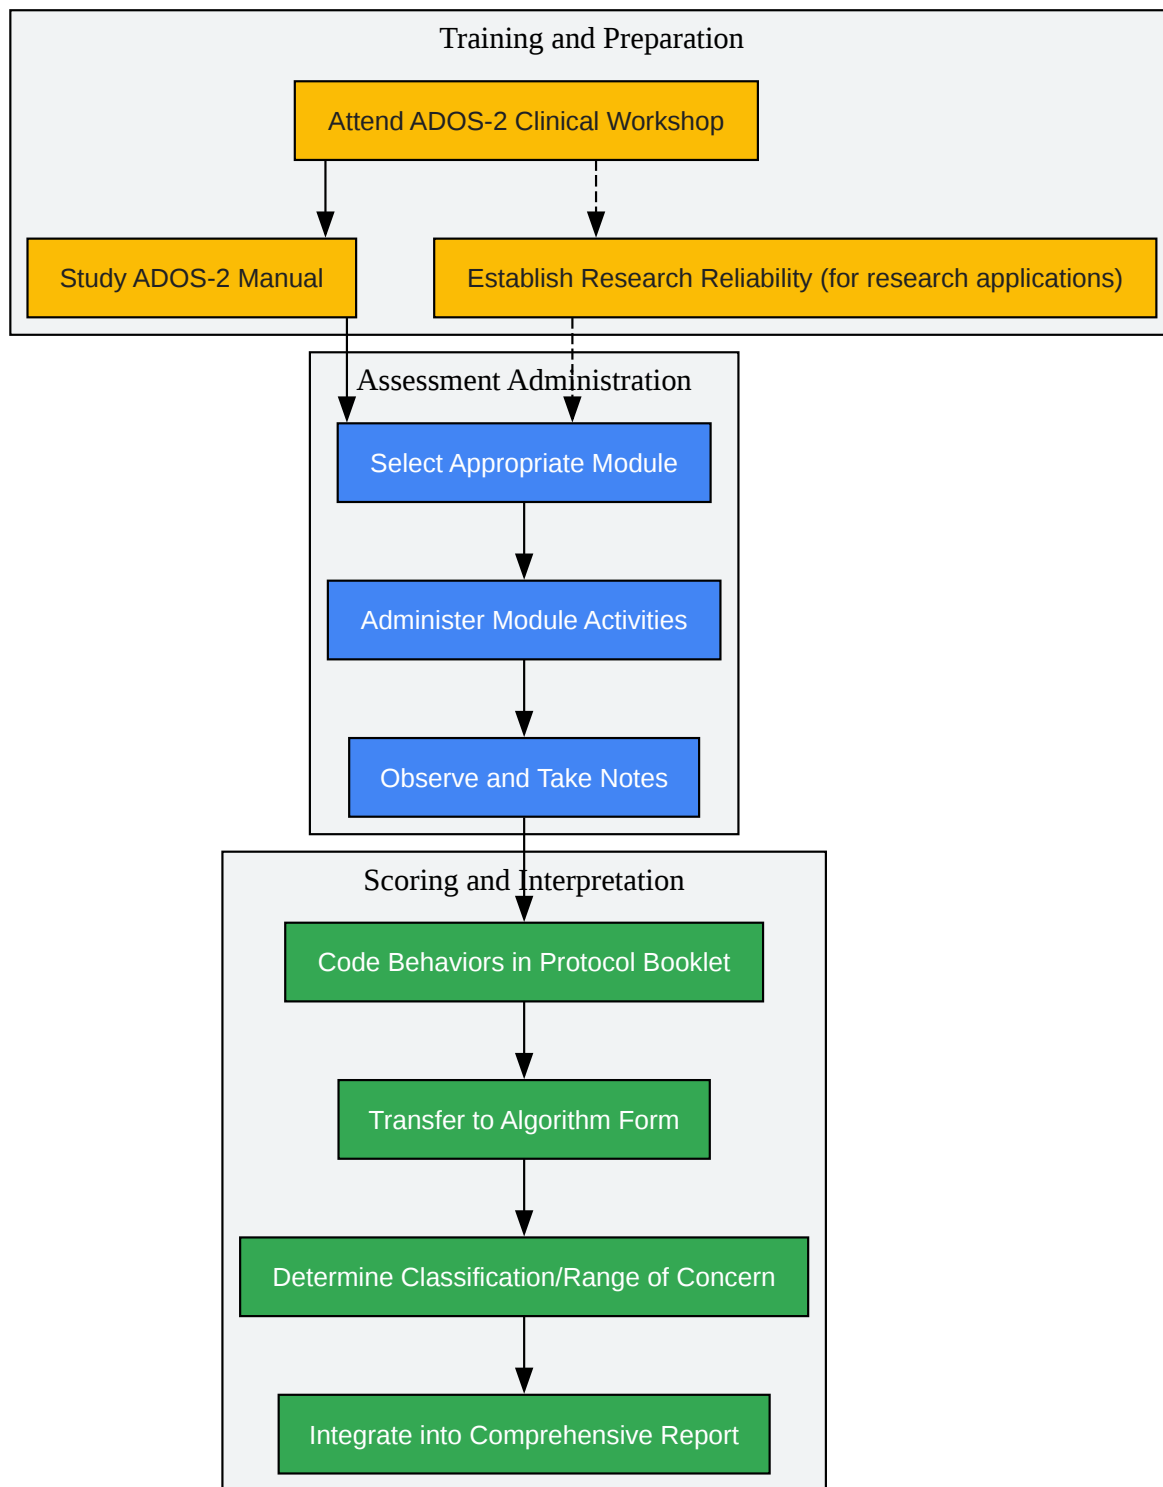 Training and Preparation
Attend ADOS-2 Clinical Workshop
Study ADOS-2 Manual
Establish Research Reliability (for research applications)
Assessment Administration
Select Appropriate Module
Administer Module Activities
Observe and Take Notes
Scoring and Interpretation
Code Behaviors in Protocol Booklet
Transfer to Algorithm Form
Determine Classification/Range of Concern
Integrate into Comprehensive Report